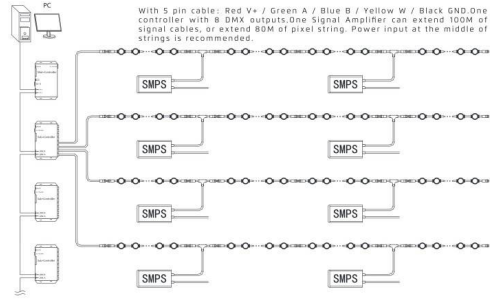 PC
With 5 pin cable: Red V+ / Green A / Blue B / Yellow W / Black GND.One
controller with 8 DMX outputs.One Signal Amplifier can extend 100M of
signal cables, or extend 80M of pixel string. Power input at the middle of
strings is recommended.
SMPS
SMPS
SMPS
SMPS
SMPS
SMPS
SMPS
SMPS